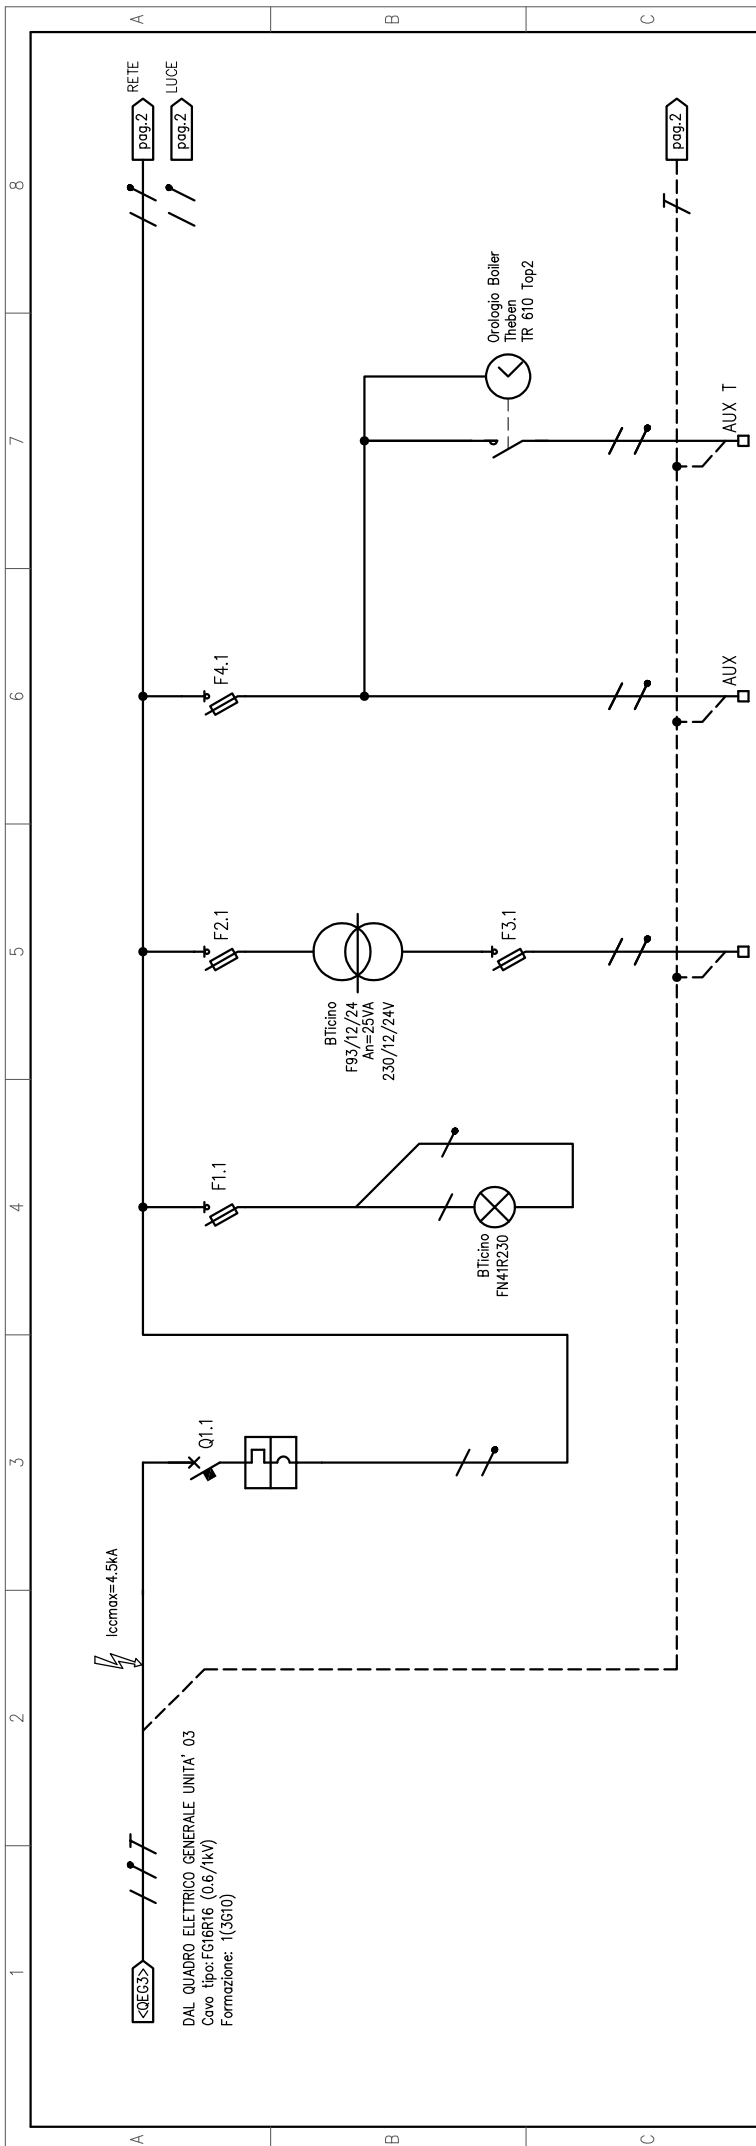 1
2
3
4
5
6
7
8
A
B
C
A
B
C
<QEG3>
DAL QUADRO ELETTRICO GENERALE UNITA' 03
Cavo tipo:FG16R16 (0.6/1kV)
Formazione: 1(3G10)
Iccmax=4.5kA
Q1.1
F1.1
BTicino
FN41R230
F2.1
BTicino
F93/12/24
An=25VA
230/12/24V
F3.1
F4.1
AUX
Orologio Boiler
Theben
TR 610 Top2
AUX T
pag.2
RETE
pag.2
LUCE
pag.2